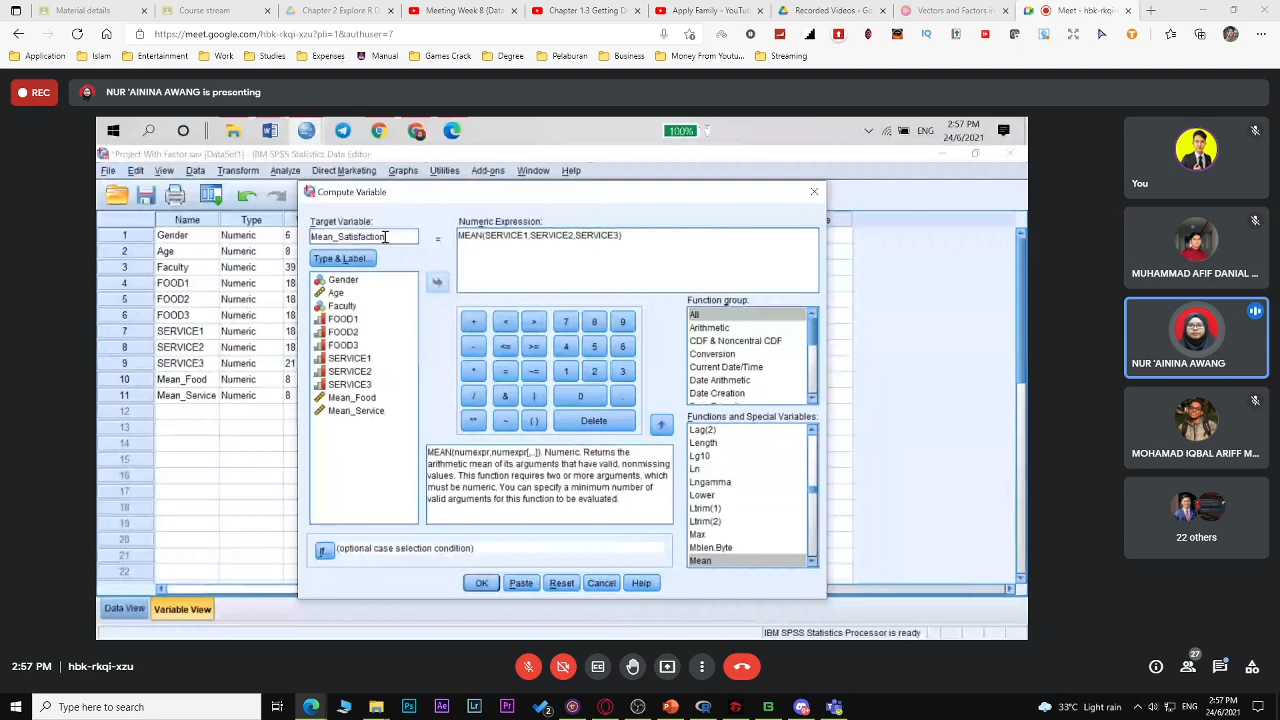 Material details
Course stream
Chapter 2 Explore R D
Meeting Week 8 (Data
Chapter 1.3 Getting D
Apply Family - YouTu
Recorded Videos - Go
Vectors and Factors in
Meet - hbk-rkqi-x
https://meet.google.com/hbk-rkqi-xzu?pli=1&authuser=7
Application
Islam
Entertainment
Work
Studies
Expenses
Manual
Games Crack
Pelaburan
Business
Money From Youtu...
Streaming
REC
NUR 'AININA AWANG is presenting
100%
ENG
2:57 PM
24/6/2021
*Project With Factor.sav [DataSet1] - IBM SPSS Statistics Data Editor
File Edit View Data Transform Analyze Direct Marketing Graphs Utilities Add-ons Window Help
Compute Variable
Target Variable:
Mean_Satisfaction
=
Numeric Expression:
MEAN(SERVICE1,SERVICE2,SERVICE3)
Type & Label...
Gender
Age
Faculty
FOOD1
FOOD2
FOOD3
SERVICE1
SERVICE2
SERVICE3
Mean_Food
Mean_Service
+ < > 7 8 9
- <= >= 4 5 6
* = ~= 1 2 3
/ & | 0 .
** ~ ( ) Delete
Function group:
All
Arithmetic
CDF & Noncentral CDF
Conversion
Current Date/Time
Date Arithmetic
Date Creation
Functions and Special Variables:
Lag(2)
Length
Lg10
Ln
Lngamma
Lower
Ltrim(1)
Ltrim(2)
Max
Mblen.Byte
Mean
MEAN(numexpr,numexpr[,..]). Numeric. Returns the
arithmetic mean of its arguments that have valid, nonmissing
values. This function requires two or more arguments, which
must be numeric. You can specify a minimum number of
valid arguments for this function to be evaluated.
If... (optional case selection condition)
OK Paste Reset Cancel Help
Name Type
1 Gender Numeric 6
2 Age Numeric 8
3 Faculty Numeric 39
4 FOOD1 Numeric 18
5 FOOD2 Numeric 18
6 FOOD3 Numeric 18
7 SERVICE1 Numeric 18
8 SERVICE2 Numeric 18
9 SERVICE3 Numeric 21
10 Mean_Food Numeric 8
11 Mean_Service Numeric 8
12
13
14
15
16
17
18
19
20
21
22
Data View Variable View
IBM SPSS Statistics Processor is ready
You
MUHAMMAD AFIF DANIAL ...
NUR 'AININA AWANG
MOHAMAD IQBAL ARIFF M...
22 others
2:57 PM | hbk-rkqi-xzu
27
Type here to search
33°C Light rain
ENG
2:57 PM
24/6/2021